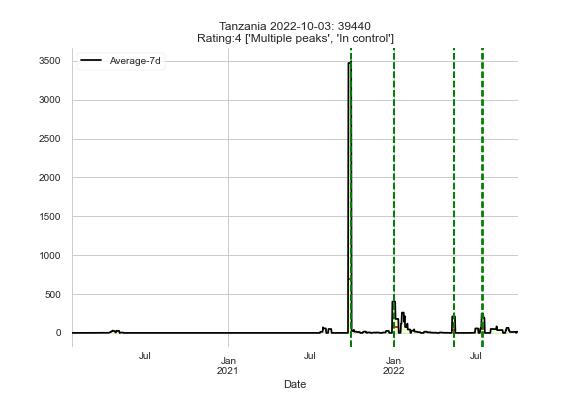 Tanzania 2022-10-03: 39440
Rating:4 ['Multiple peaks', 'In control']
Average-7d
3500
3000
2500
2000
1500
1000
500
0
Jul
Jan
2021
Jul
Jan
2022
Jul
Date